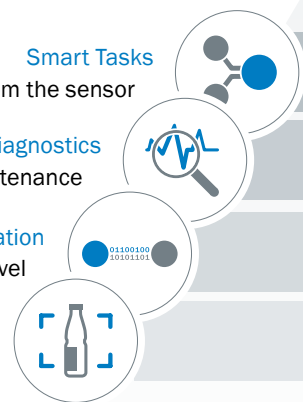 Smart Tasks
the sensor
iagnostics
tenance
ation
vel
01100100
10101101